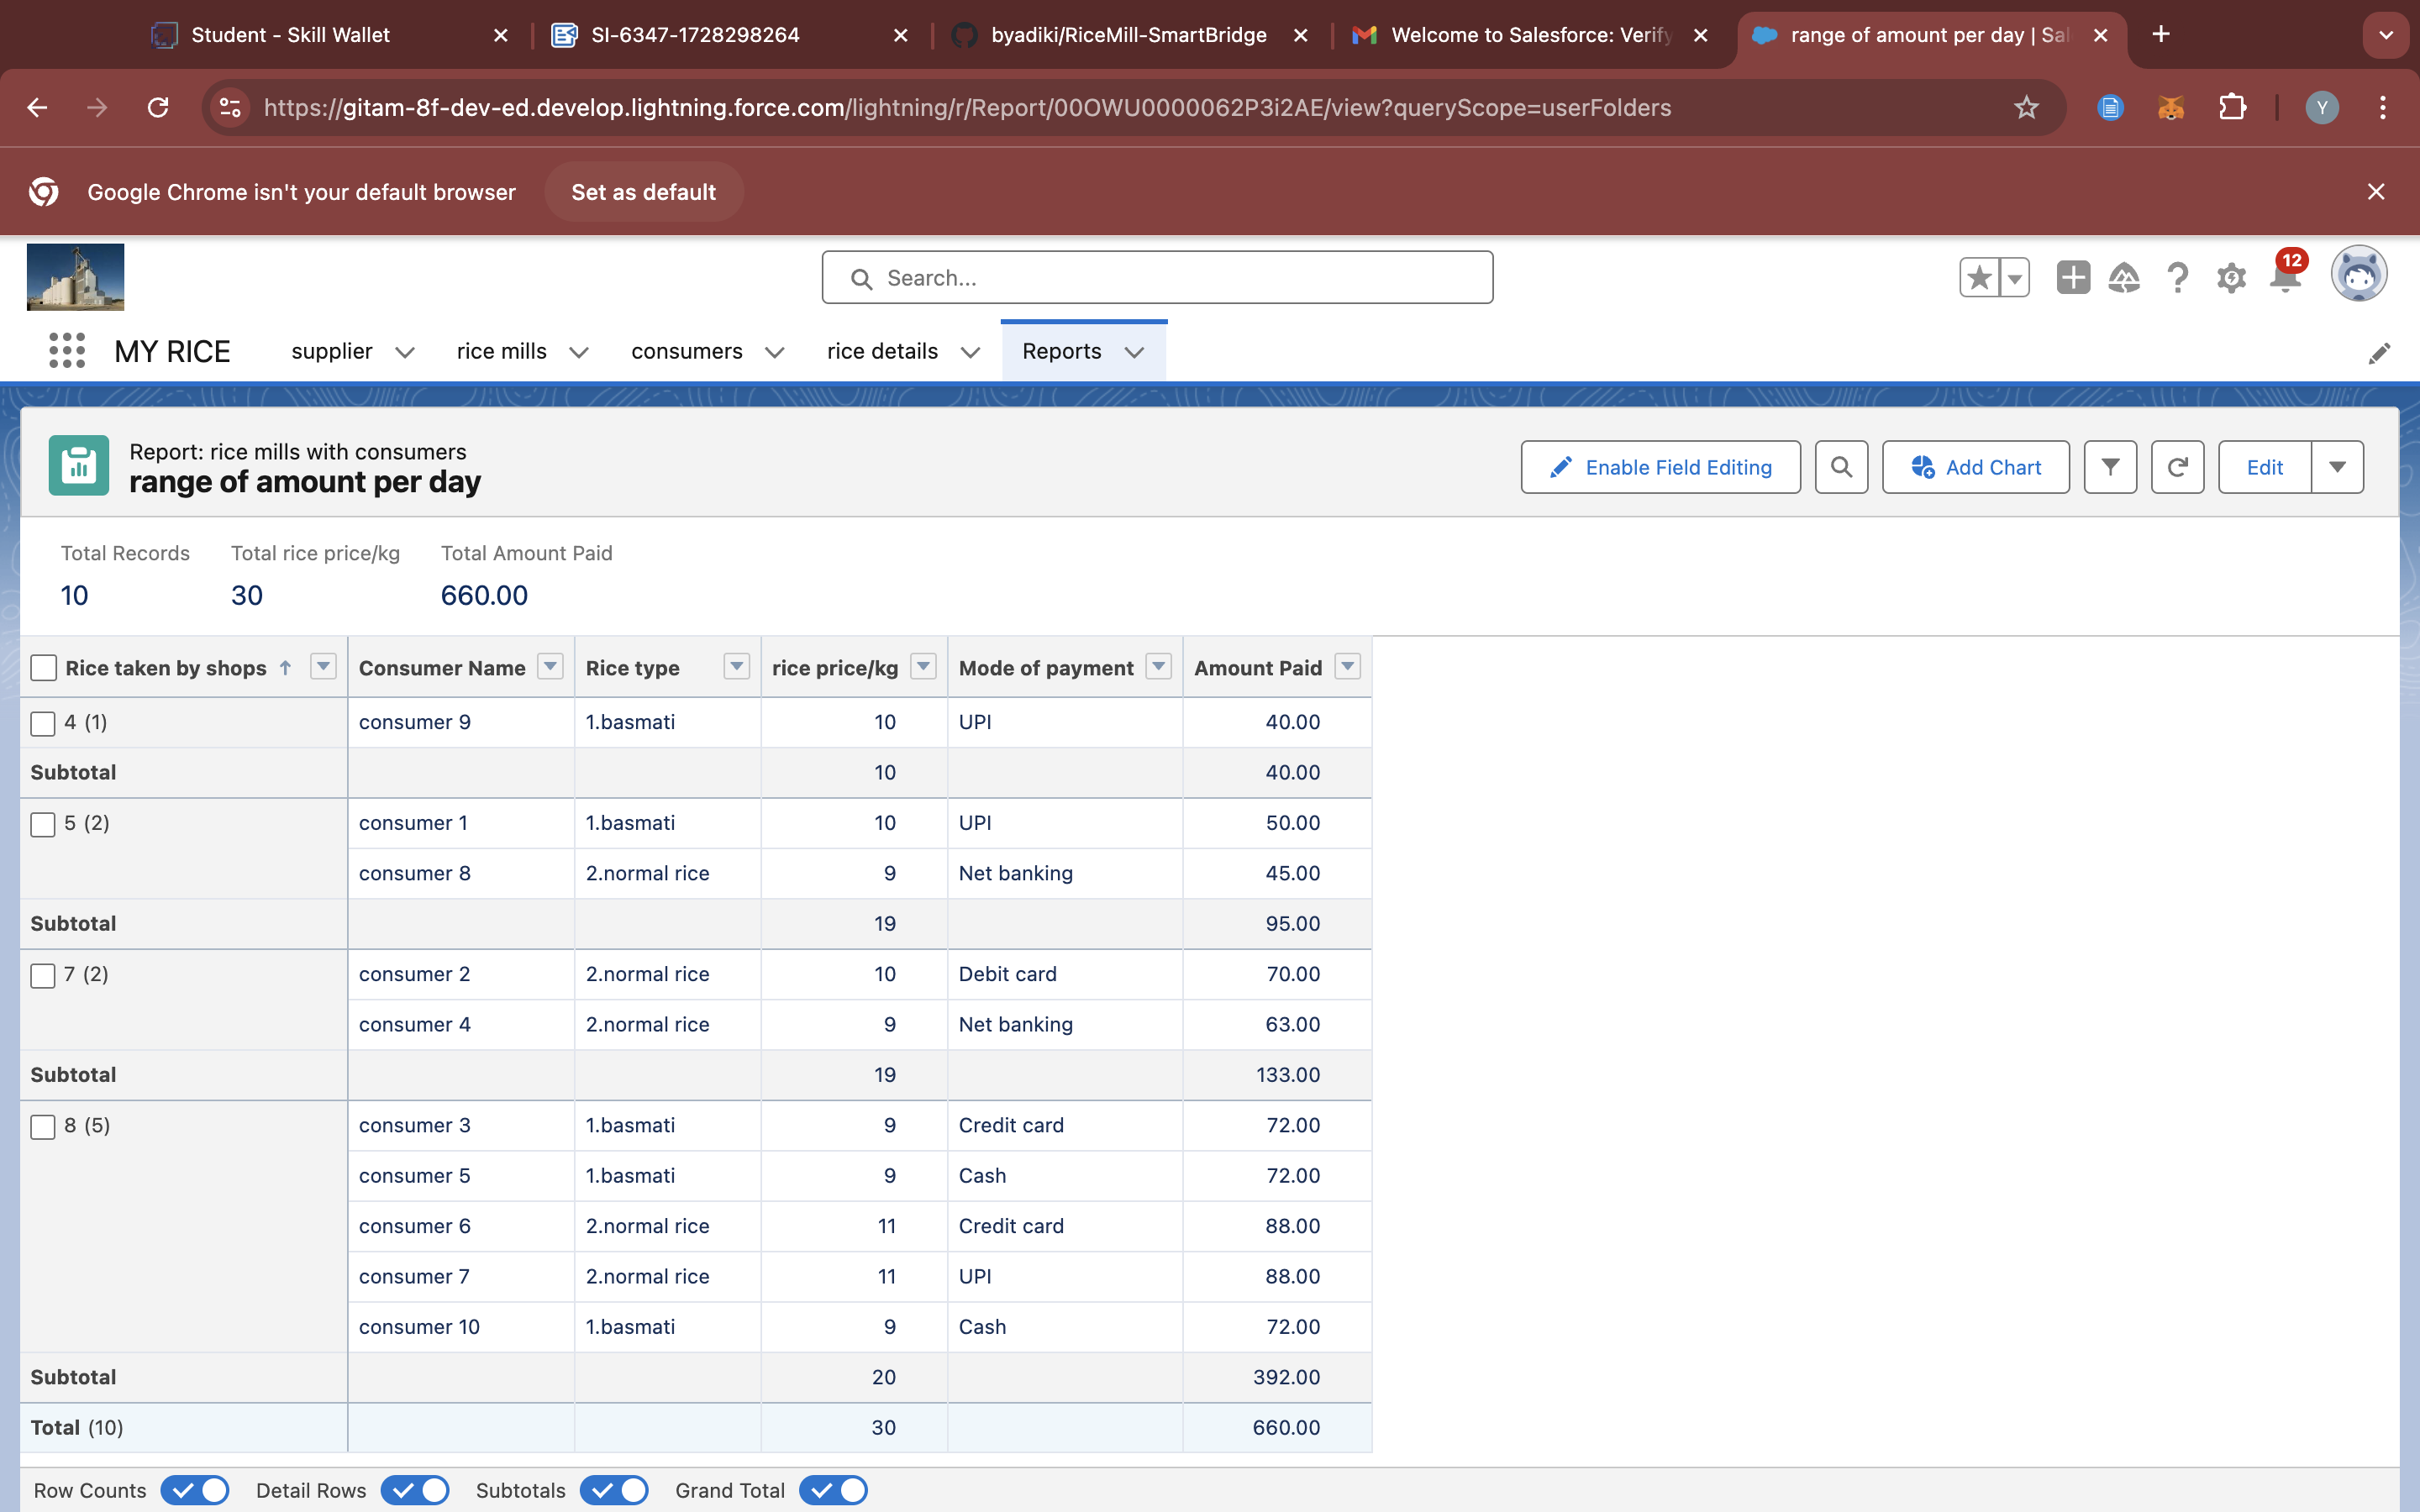 Student - Skill Wallet
SI-6347-1728298264
byadiki/RiceMill-SmartBridge
Welcome to Salesforce: Verify
range of amount per day | Sal
https://gitam-8f-dev-ed.develop.lightning.force.com/lightning/r/Report/00OWU0000062P3i2AE/view?queryScope=userFolders
Y
Google Chrome isn't your default browser
Set as default
Search...
12
MY RICE
supplier
rice mills
consumers
rice details
Reports
Report: rice mills with consumers
range of amount per day
Enable Field Editing
Add Chart
Edit
Total Records Total rice price/kg Total Amount Paid
10 30 660.00
Rice taken by shops ↑ Consumer Name Rice type rice price/kg Mode of payment Amount Paid
4 (1) consumer 9 1.basmati 10 UPI 40.00
Subtotal 10 40.00
5 (2) consumer 1 1.basmati 10 UPI 50.00
consumer 8 2.normal rice 9 Net banking 45.00
Subtotal 19 95.00
7 (2) consumer 2 2.normal rice 10 Debit card 70.00
consumer 4 2.normal rice 9 Net banking 63.00
Subtotal 19 133.00
8 (5) consumer 3 1.basmati 9 Credit card 72.00
consumer 5 1.basmati 9 Cash 72.00
consumer 6 2.normal rice 11 Credit card 88.00
consumer 7 2.normal rice 11 UPI 88.00
consumer 10 1.basmati 9 Cash 72.00
Subtotal 20 392.00
Total (10) 30 660.00
Row Counts Detail Rows Subtotals Grand Total